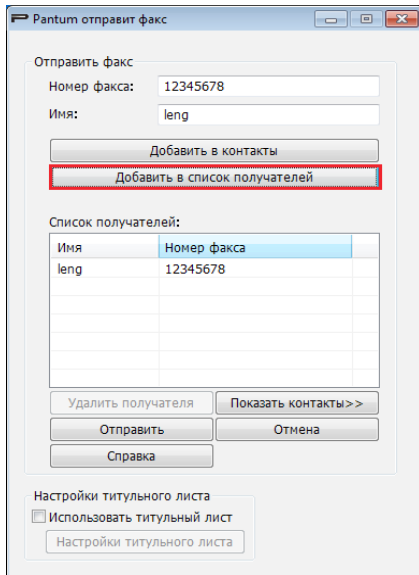 Pantum отправит факс
Отправить факс
Номер факса: 12345678
Имя: leng
Добавить в контакты
Добавить в список получателей
Список получателей:
Имя Номер факса
leng 12345678
Удалить получателя Показать контакты>>
Отправить Отмена
Справка
Настройки титульного листа
Использовать титульный лист
Настройки титульного листа